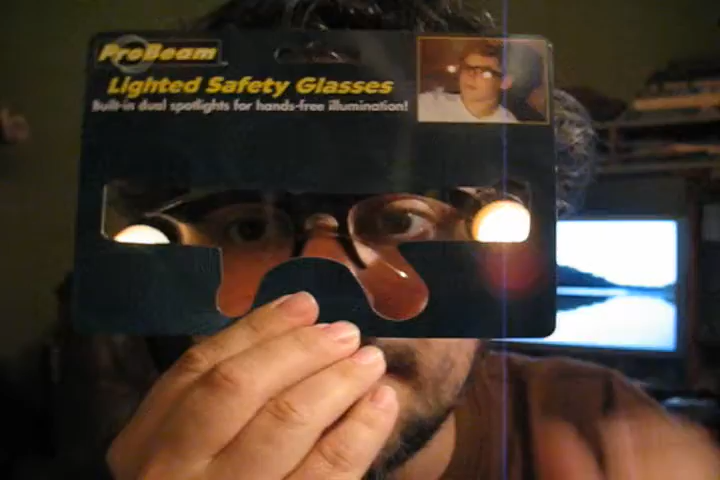 ProBeam
Lighted Safety Glasses
Built-in dual spotlights for hands-free illumination!